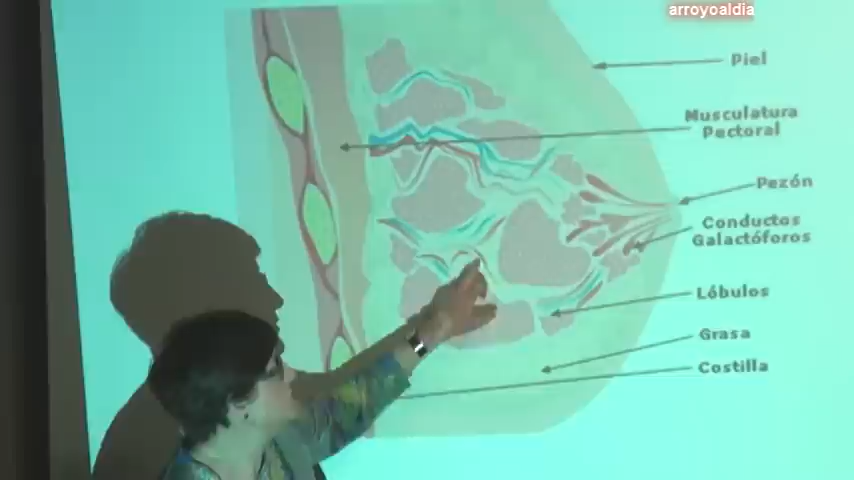 arroyoaldia
Piel
Musculatura
Pectoral
Pezón
Conductos
Galactóforos
Lóbulos
Grasa
Costilla